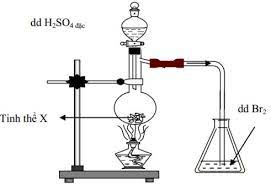 dd H₂SO₄ đặc
Tinh thể X
dd Br₂